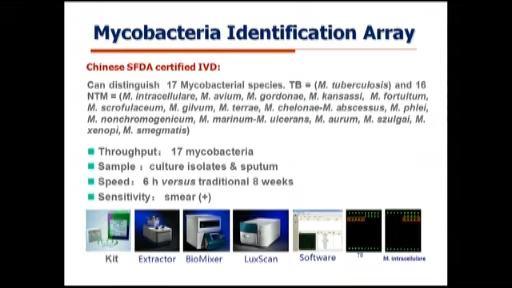 Mycobacteria Identification Array
Chinese SFDA certified IVD:
Can distinguish 17 Mycobacterial species. TB = (M. tuberculosis) and 16
NTM = (M. intracellulare, M. avium, M. gordonae, M. kansassi, M. fortultum,
M. scrofulaceum, M. gilvum, M. terrae, M. chelonae-M. abscessus, M. phlei,
M. nonchromogenicum, M. marinum-M. ulcerans, M. aurum, M. szulgai, M.
xenopi, M. smegmatis)
Throughput: 17 mycobacteria
Sample : culture isolates & sputum
Speed: 6 h versus traditional 8 weeks
Sensitivity: smear (+)
Kit Extractor BioMixer LuxScan Software TB M. intracellulare